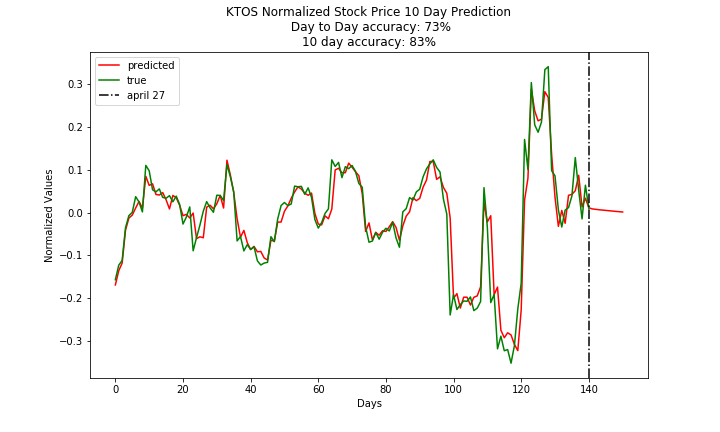 KTOS Normalized Stock Price 10 Day Prediction
Day to Day accuracy: 73%
10 day accuracy: 83%
predicted
true
april 27
Normalized Values
0.3
0.2
0.1
0.0
−0.1
−0.2
−0.3
0 20 40 60 80 100 120 140
Days